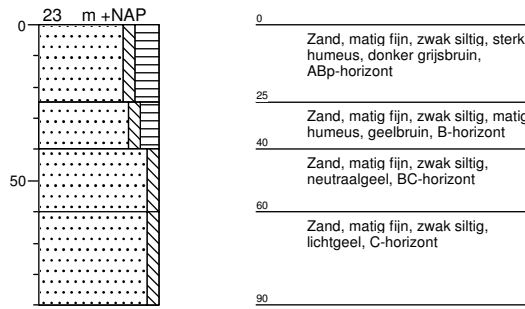 23 m +NAP
0
50
0
Zand, matig fijn, zwak siltig, sterk
humeus, donker grijsbruin,
ABp-horizont
25
Zand, matig fijn, zwak siltig, matig
humeus, geelbruin, B-horizont
40
Zand, matig fijn, zwak siltig,
neutraalgeel, BC-horizont
60
Zand, matig fijn, zwak siltig,
lichtgeel, C-horizont
90